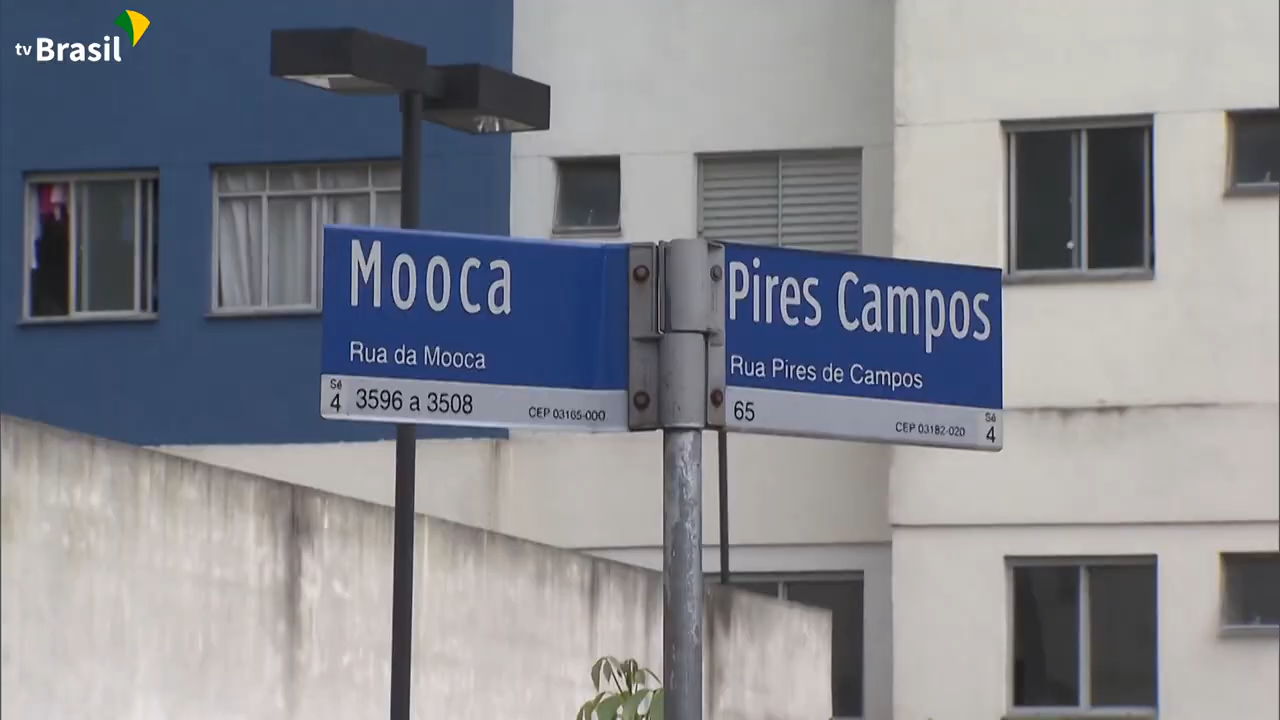 tv Brasil
Mooca
Rua da Mooca
Sé
4 3596 a 3508 CEP 03165-000
Pires Campos
Rua Pires de Campos
65 CEP 03182-020 Sé
4